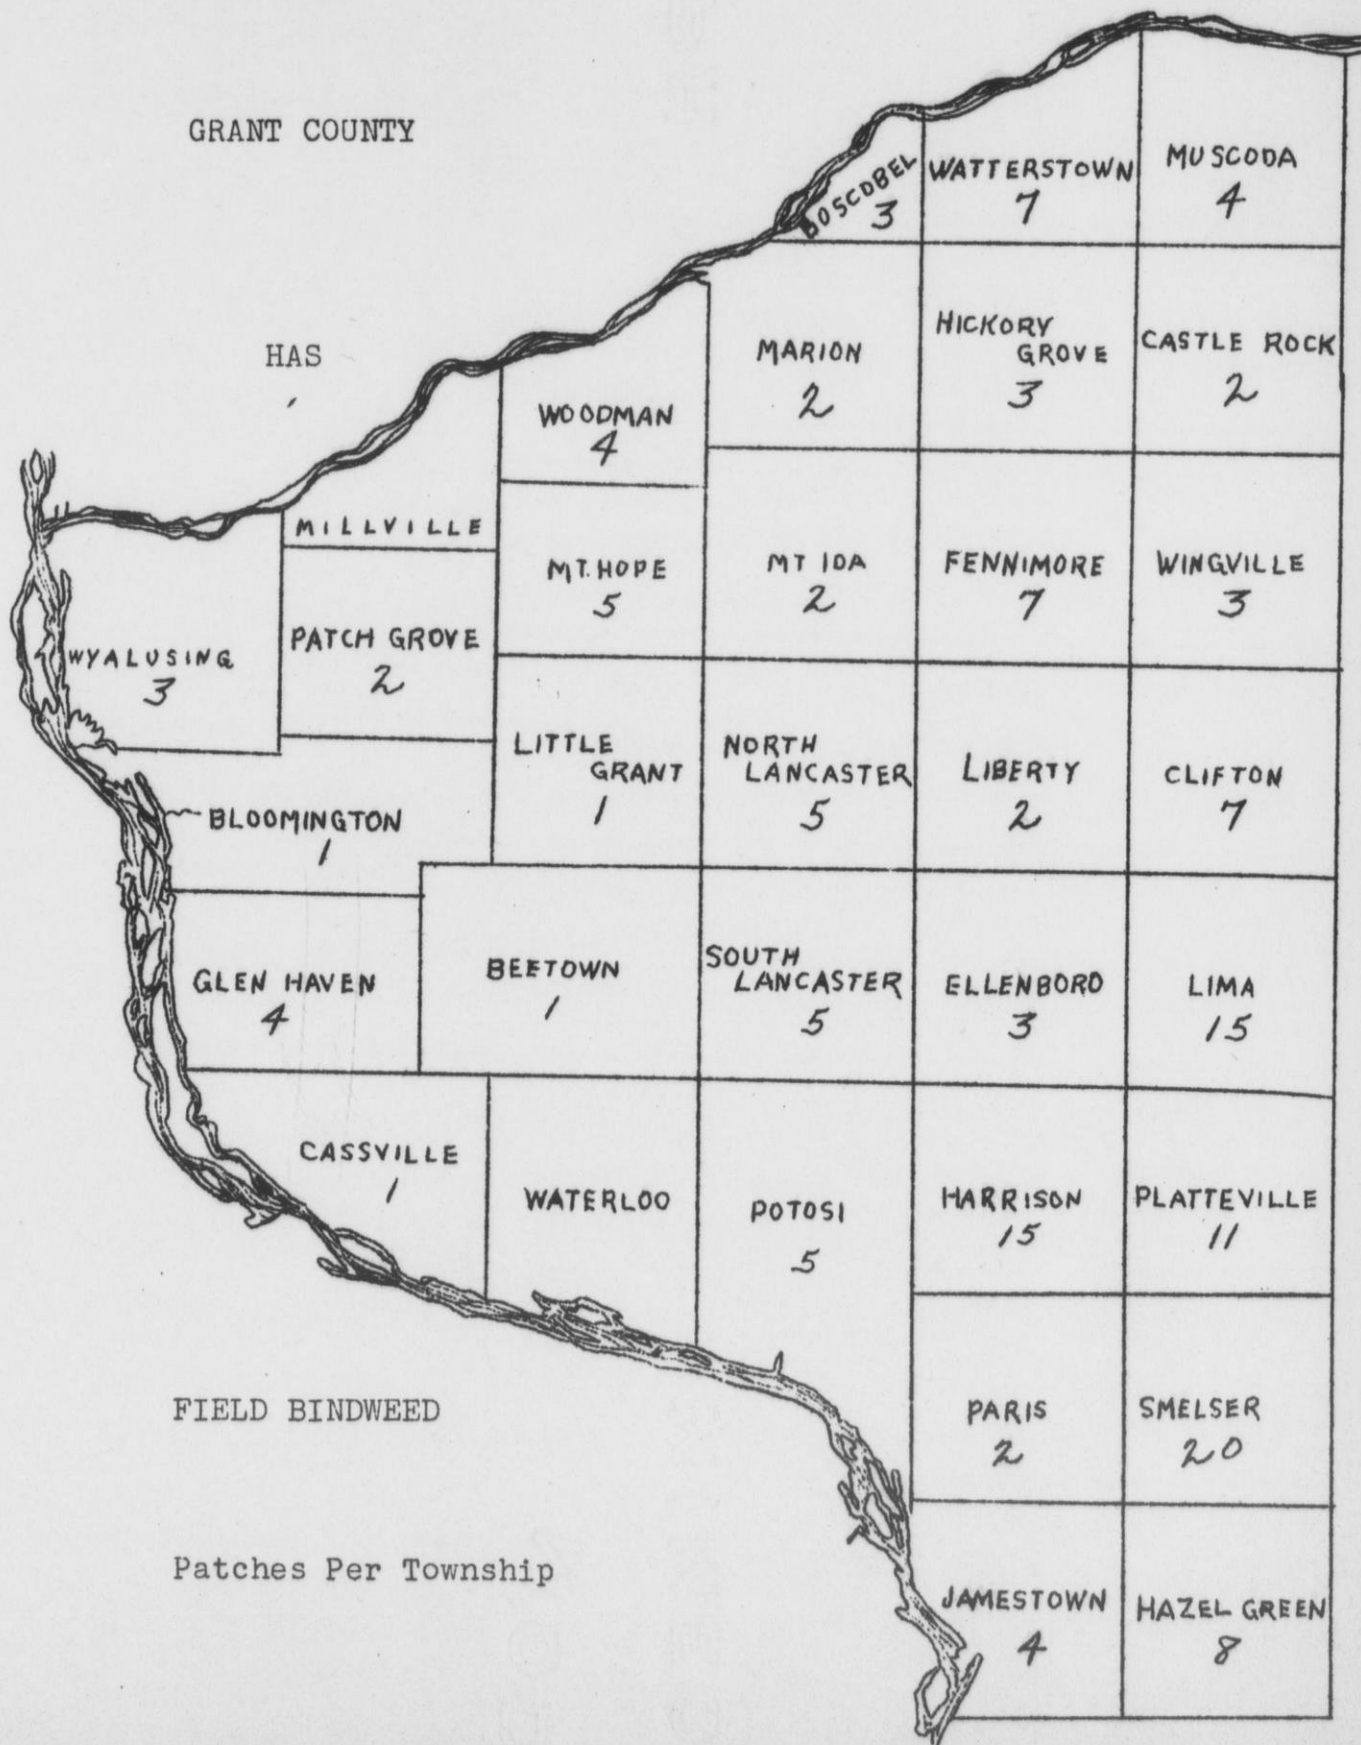 GRANT COUNTY
HAS
BOSCOBEL
3
WATTERSTOWN
7
MUSCODA
4
MARION
2
HICKORY
GROVE
3
CASTLE ROCK
2
WOODMAN
4
MILLVILLE
MT. HOPE
5
MT IDA
2
FENNIMORE
7
WINGVILLE
3
WYALUSING
3
PATCH GROVE
2
LITTLE
GRANT
1
NORTH
LANCASTER
5
LIBERTY
2
CLIFTON
7
BLOOMINGTON
1
GLEN HAVEN
4
BEETOWN
1
SOUTH
LANCASTER
5
ELLENBORO
3
LIMA
15
CASSVILLE
1
WATERLOO
POTOSI
5
HARRISON
15
PLATTEVILLE
11
FIELD BINDWEED
PARIS
2
SMELSER
20
Patches Per Township
JAMESTOWN
4
HAZEL GREEN
8